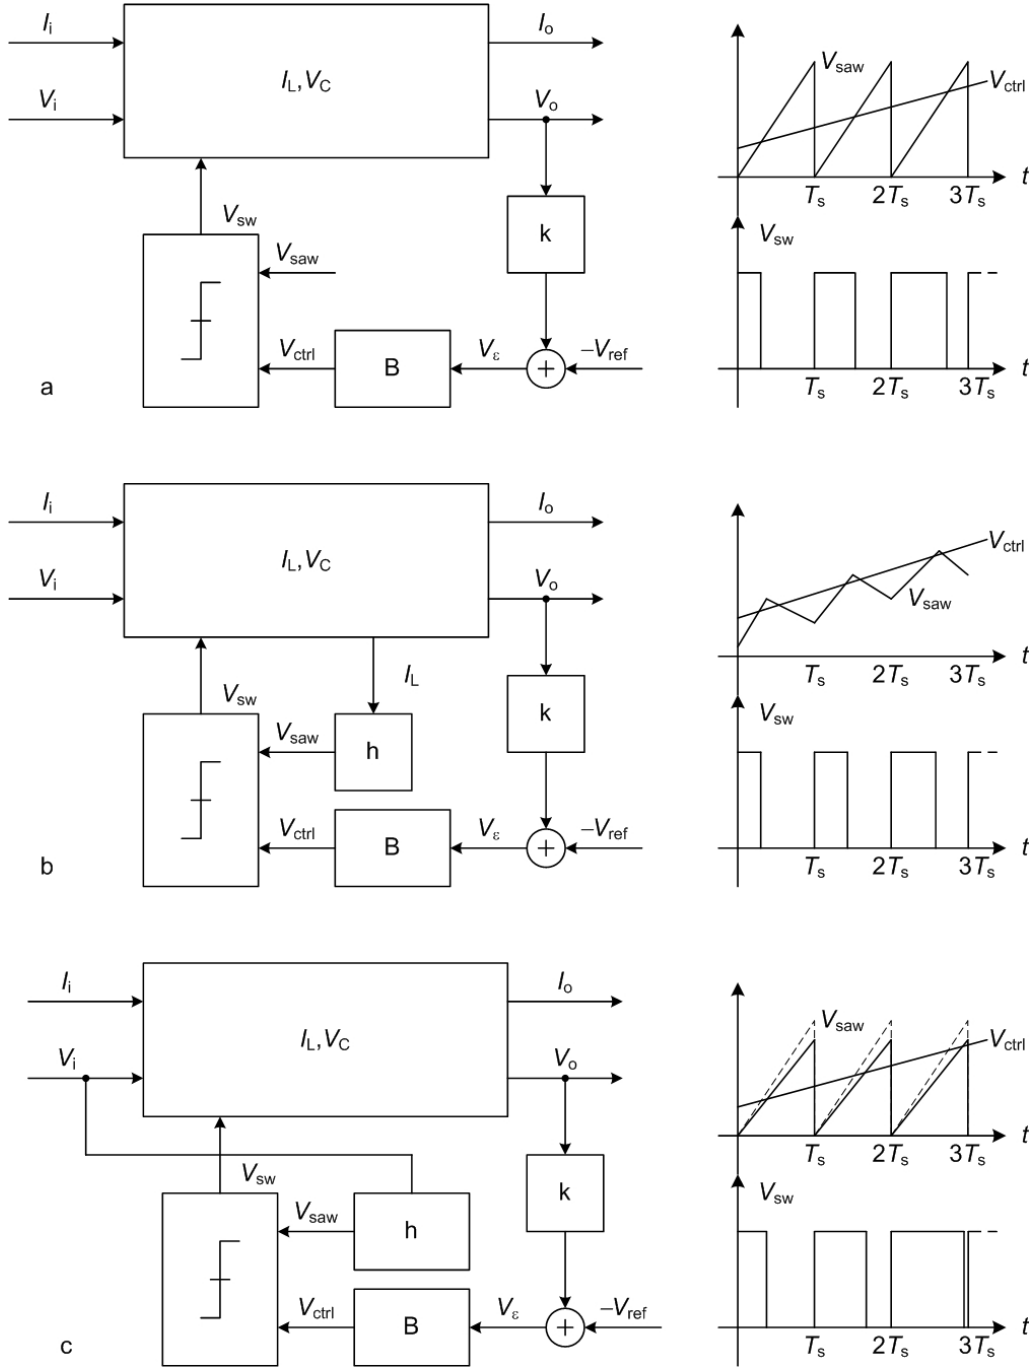 I_i
I_o
I_L,V_C
V_i
V_o
V_saw
V_ctrl
T_s 2T_s 3T_s t
k
V_sw
V_saw
V_sw
V_ctrl
B
V_ε
+
−V_ref
a
T_s 2T_s 3T_s t
I_i
I_o
I_L,V_C
V_i
V_o
V_ctrl
V_saw
T_s 2T_s 3T_s t
I_L
V_sw
k
V_sw
V_saw
h
V_ctrl
B
V_ε
+
−V_ref
b
T_s 2T_s 3T_s t
I_i
I_o
I_L,V_C
V_i
V_o
V_saw
V_ctrl
T_s 2T_s 3T_s t
V_sw
k
V_sw
V_saw
h
V_ctrl
B
V_ε
+
−V_ref
c
T_s 2T_s 3T_s t